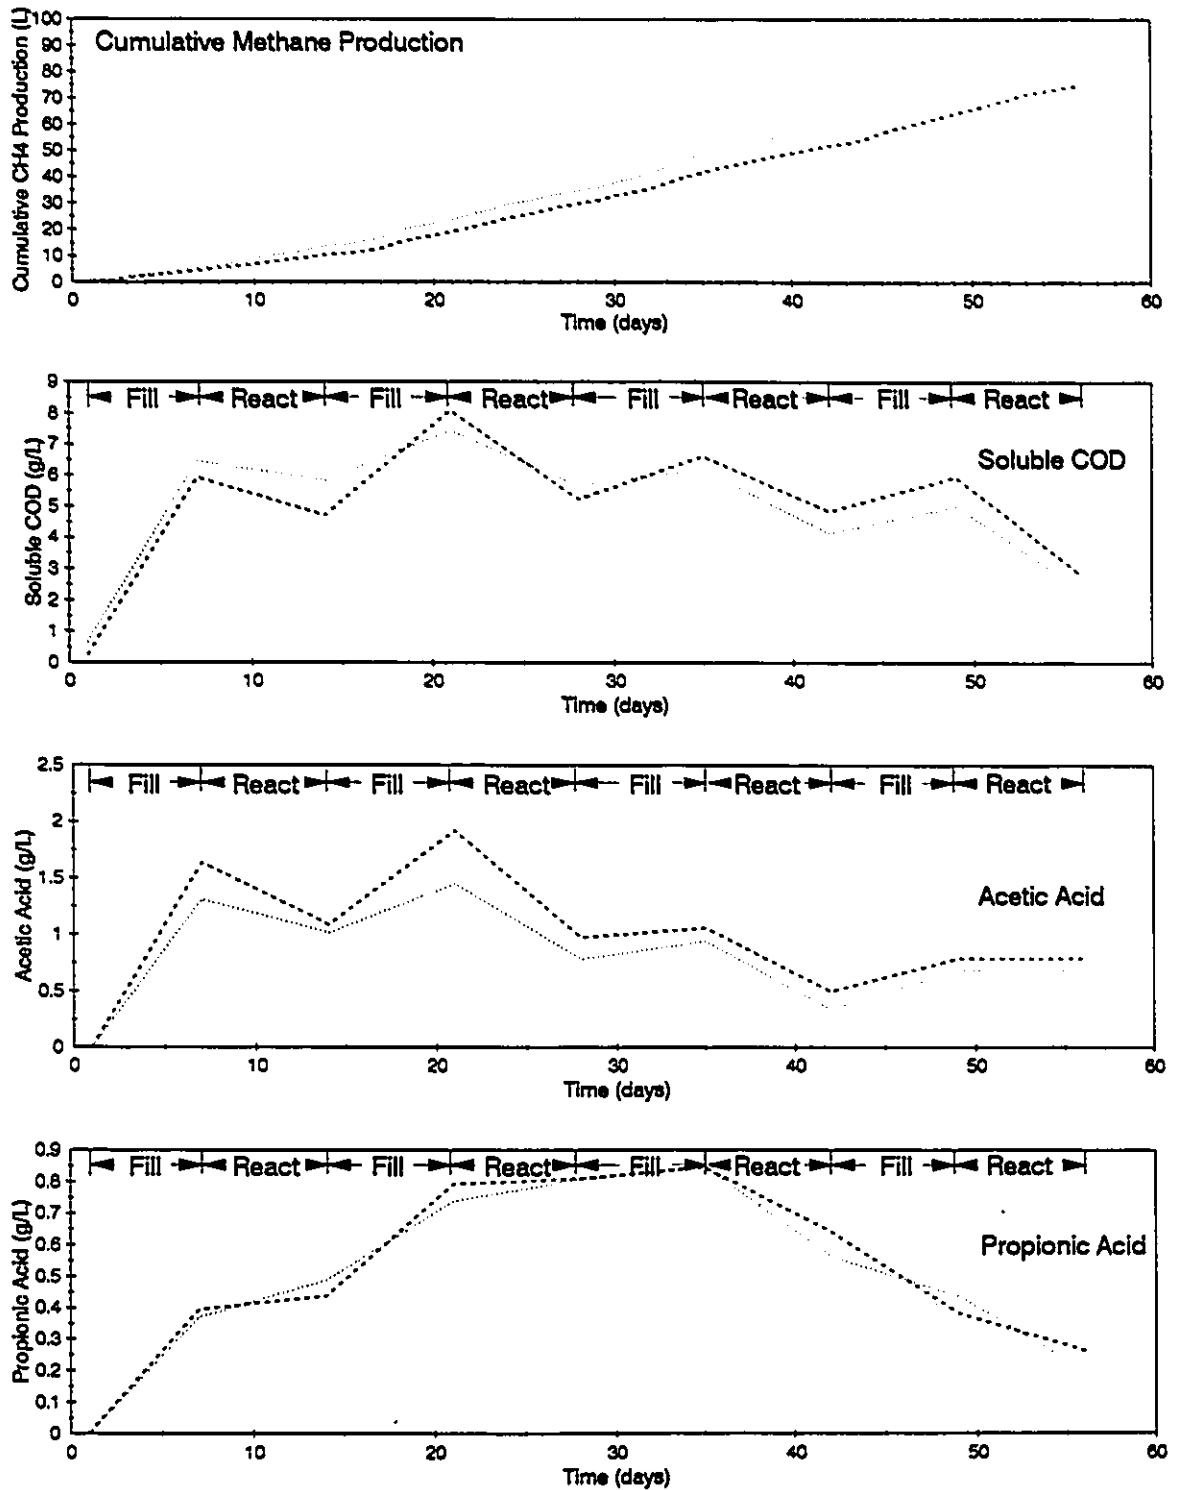 Cumulative Methane Production
Cumulative CH4 Production (L)
100
90
80
70
60
50
40
30
20
10
0
0 10 20 30 40 50 60
Time (days)
Fill React Fill React Fill React Fill React
Soluble COD
Soluble COD (g/L)
9
8
7
6
5
4
3
2
1
0
0 10 20 30 40 50 60
Time (days)
Fill React Fill React Fill React Fill React
Acetic Acid
Acetic Acid (g/L)
2.5
2
1.5
1
0.5
0
0 10 20 30 40 50 60
Time (days)
Fill React Fill React Fill React Fill React
Propionic Acid
Propionic Acid (g/L)
0.9
0.8
0.7
0.6
0.5
0.4
0.3
0.2
0.1
0
0 10 20 30 40 50 60
Time (days)